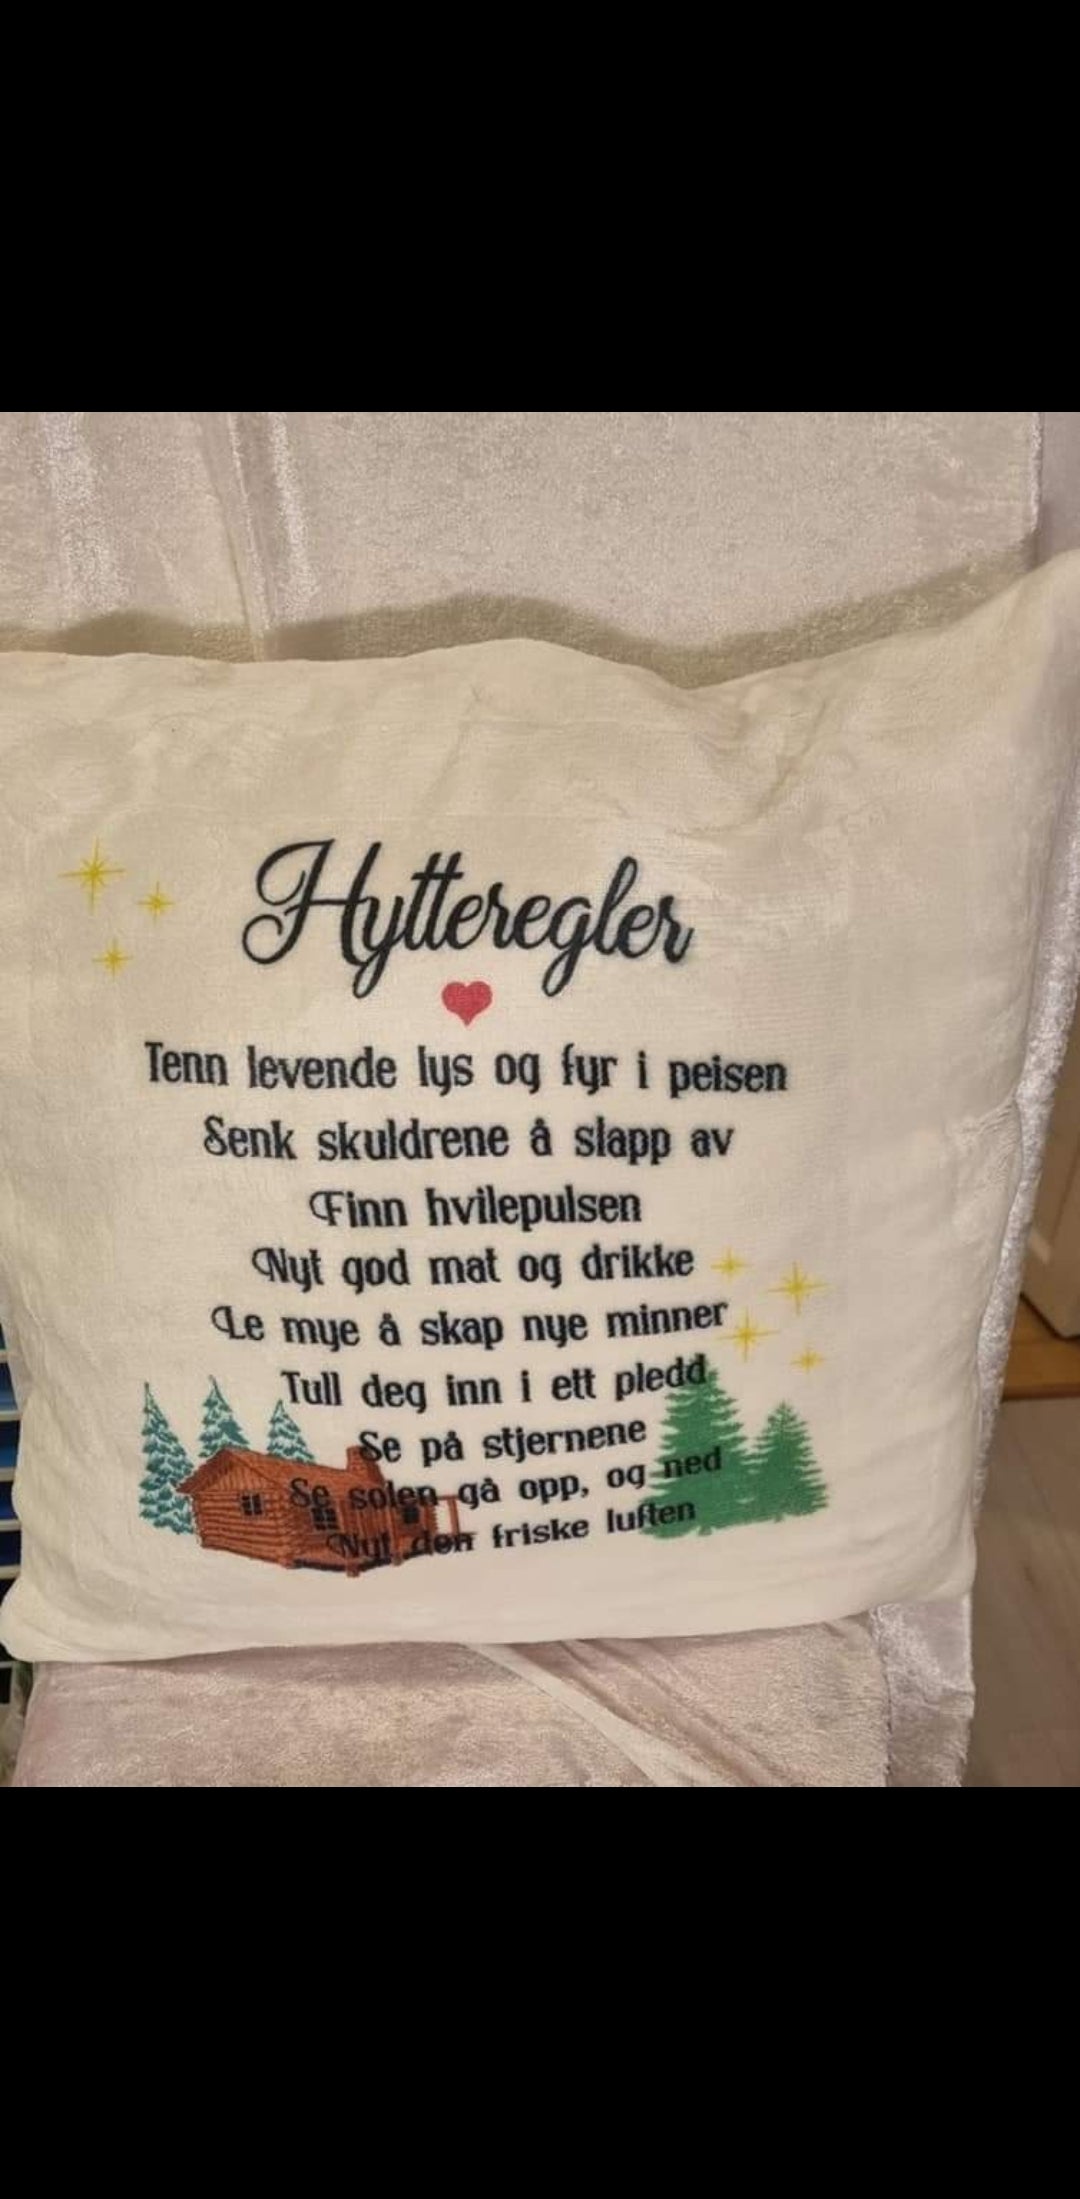 Hytteregler
Tenn levende lys og fyr i peisen
Senk skuldrene å slapp av
Finn hvilepulsen
Nyt god mat og drikke
Le mye å skap nye minner
Tull deg inn i ett pledd
Se på stjernene
Se solen gå opp, og ned
Nyt den friske luften